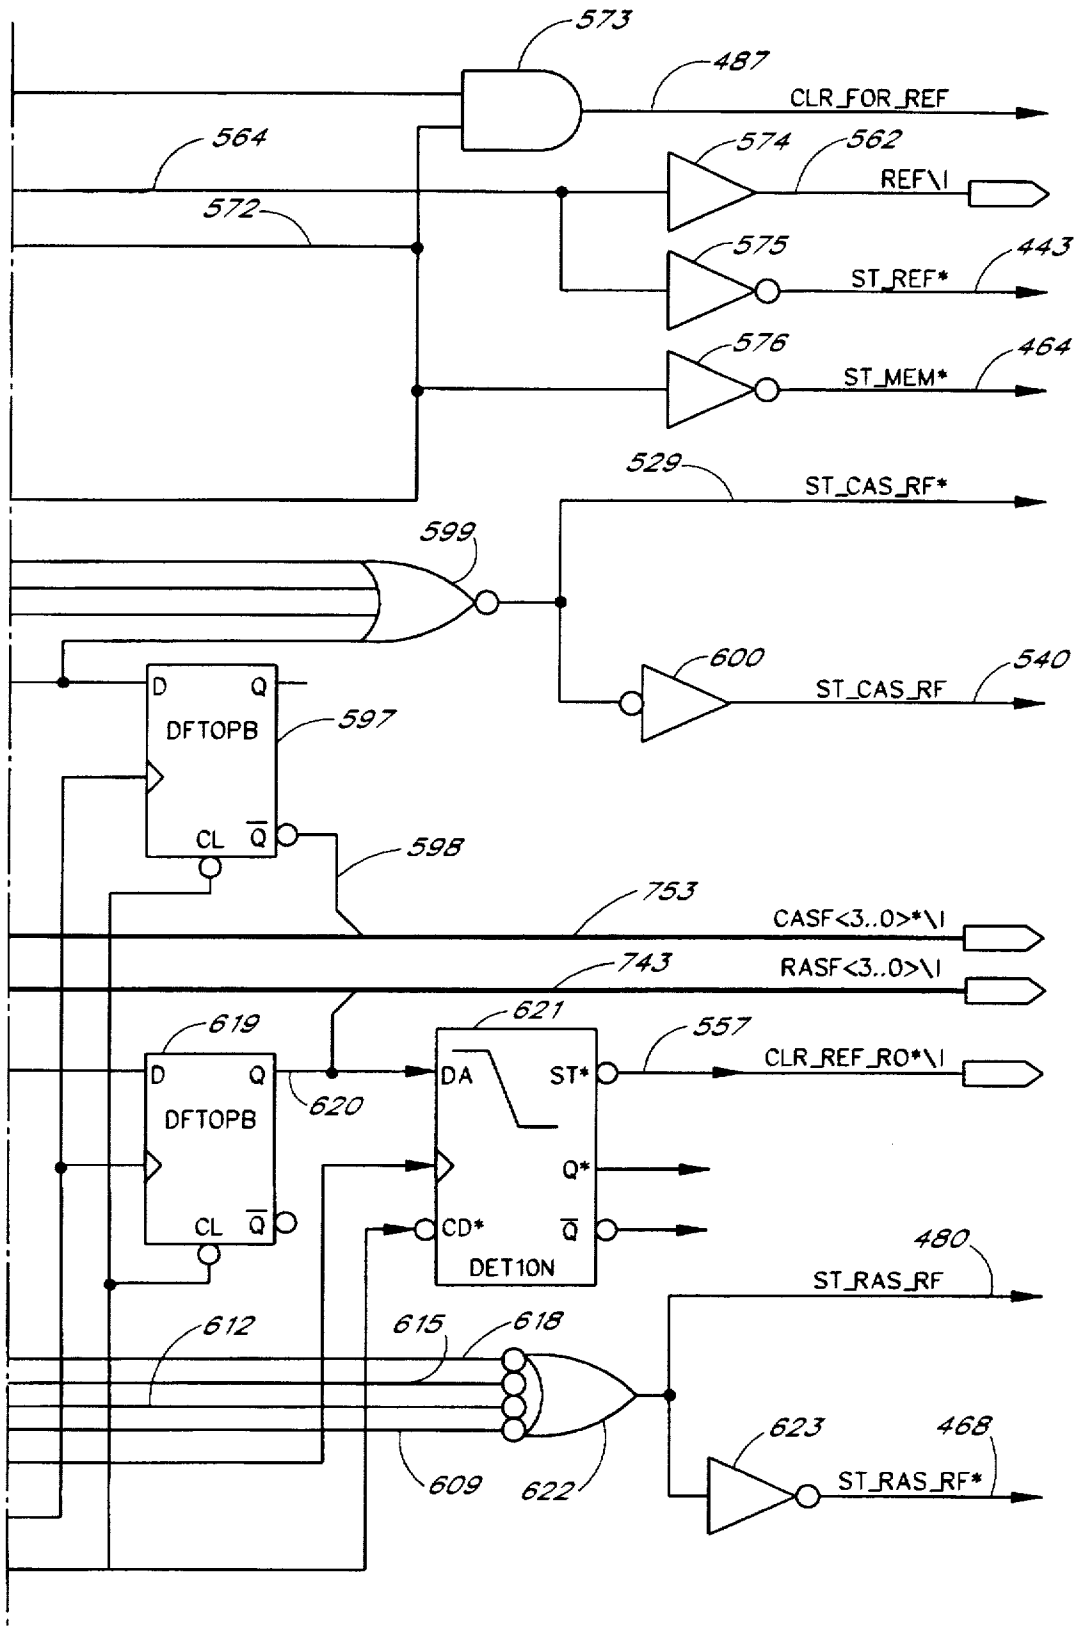 573
487
CLR_FOR_REF
564
574
562
REF\I
572
575
ST_REF*
443
576
ST_MEM*
464
529
ST_CAS_RF*
599
600
ST_CAS_RF
540
D
Q
DFTOPB
597
CL
Q
598
753
CASF<3..0>*\I
743
RASF<3..0>\I
619
621
557
D
Q
DA
ST*
CLR_REF_RO*\I
620
DFTOPB
Q*
CL
Q
CD*
Q
DET10N
480
ST_RAS_RF
612
615
618
623
468
ST_RAS_RF*
609
622